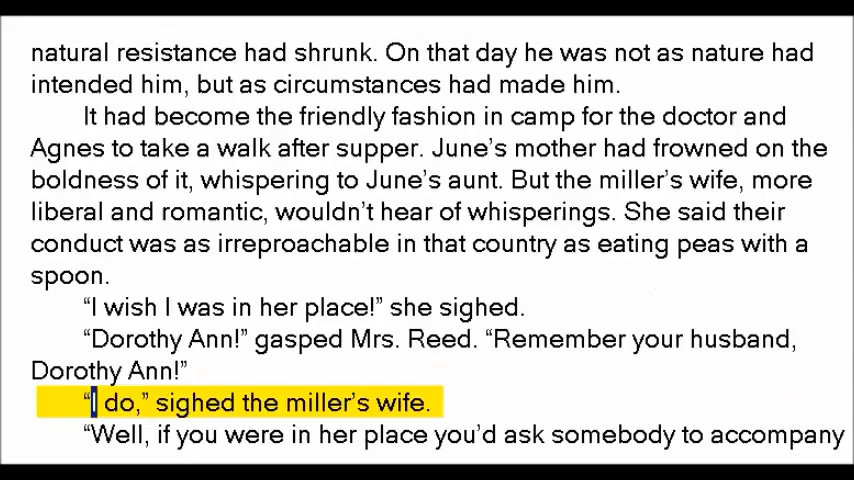 natural resistance had shrunk. On that day he was not as nature had
intended him, but as circumstances had made him.
It had become the friendly fashion in camp for the doctor and
Agnes to take a walk after supper. June’s mother had frowned on the
boldness of it, whispering to June’s aunt. But the miller’s wife, more
liberal and romantic, wouldn’t hear of whisperings. She said their
conduct was as irreproachable in that country as eating peas with a
spoon.
“I wish I was in her place!” she sighed.
“Dorothy Ann!” gasped Mrs. Reed. “Remember your husband,
Dorothy Ann!”
“I do,” sighed the miller’s wife.
“Well, if you were in her place you’d ask somebody to accompany